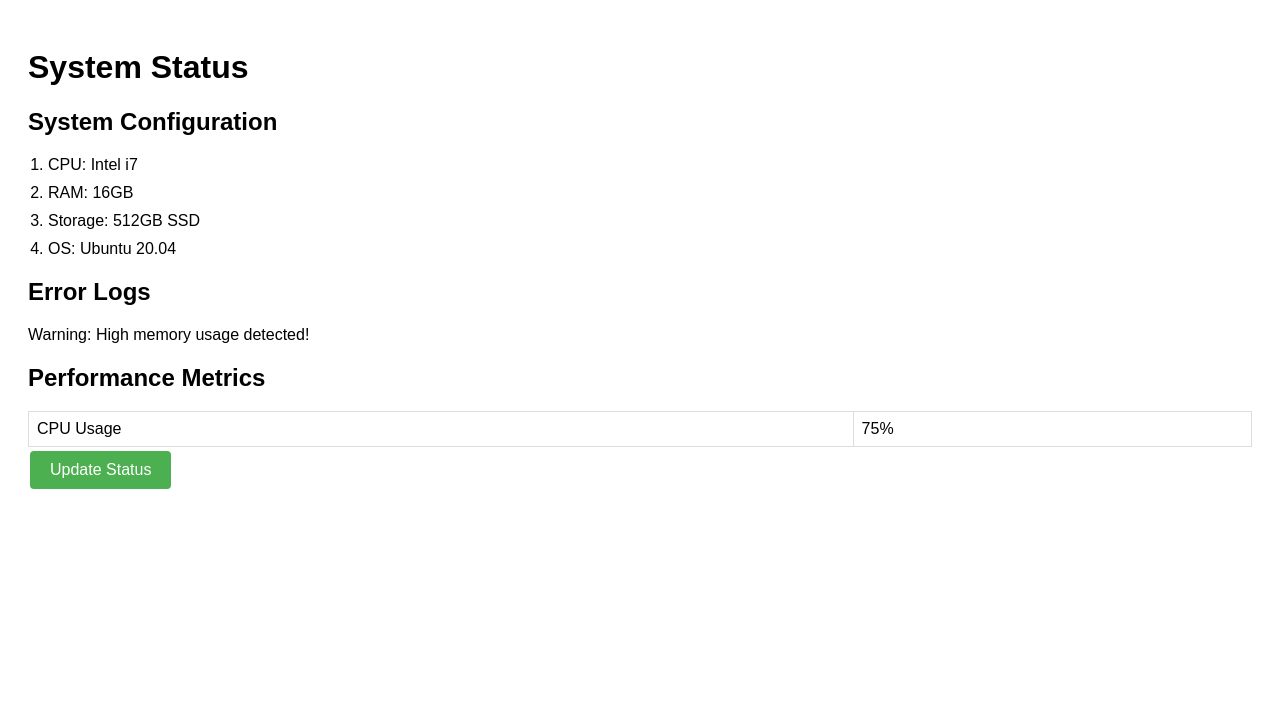 System Status
System Configuration
1. CPU: Intel i7
2. RAM: 16GB
3. Storage: 512GB SSD
4. OS: Ubuntu 20.04
Error Logs
Warning: High memory usage detected!
Performance Metrics
CPU Usage 75%
Update Status